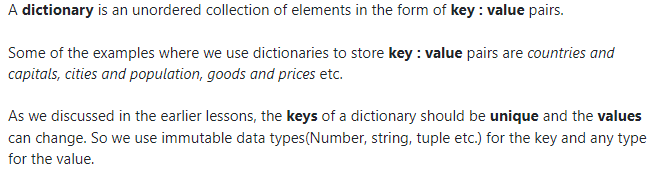 A dictionary is an unordered collection of elements in the form of key : value pairs.
Some of the examples where we use dictionaries to store key : value pairs are countries and
capitals, cities and population, goods and prices etc.
As we discussed in the earlier lessons, the keys of a dictionary should be unique and the values
can change. So we use immutable data types(Number, string, tuple etc.) for the key and any type
for the value.